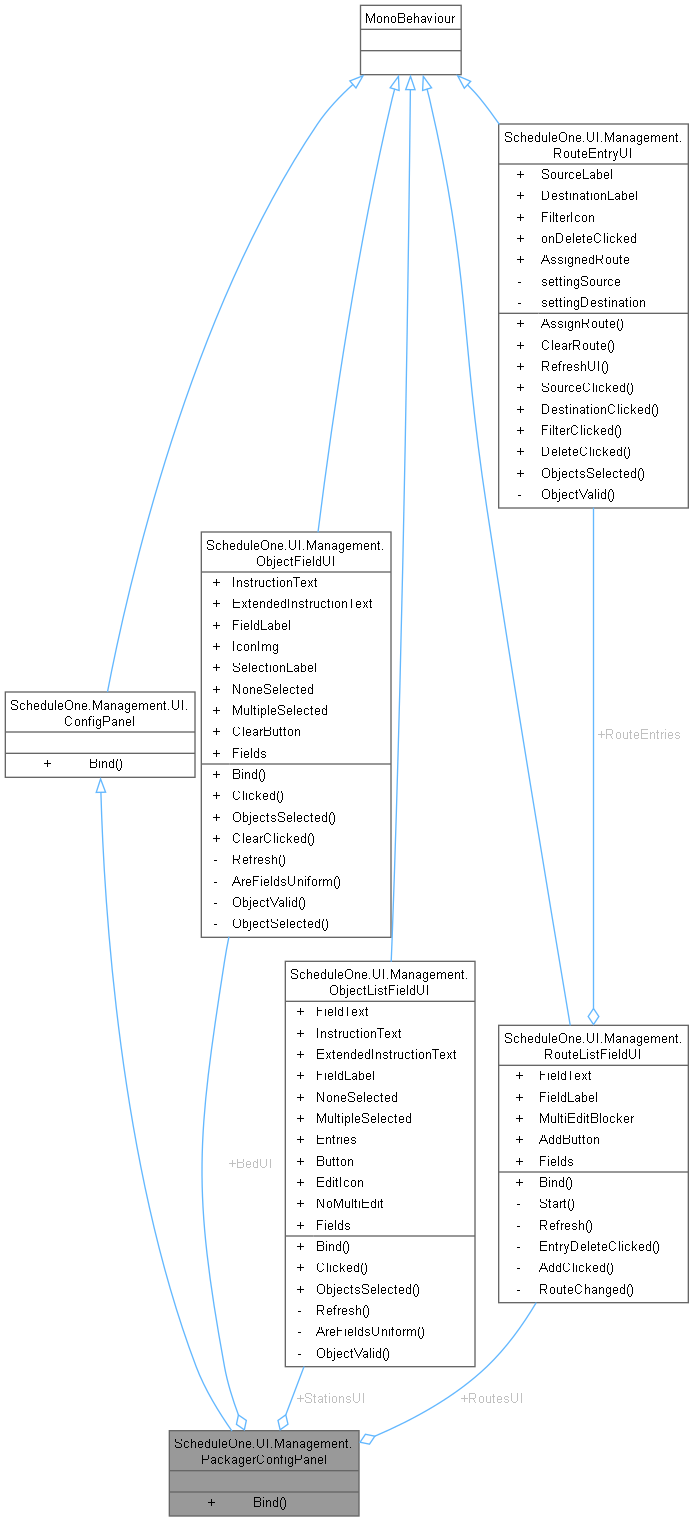 MonoBehaviour
ScheduleOne.UI.Management.
RouteEntryUI
+ SourceLabel
+ DestinationLabel
+ FilterIcon
+ onDeleteClicked
+ AssignedRoute
- settingSource
- settingDestination
+ AssignRoute()
+ ClearRoute()
+ RefreshUI()
+ SourceClicked()
+ DestinationClicked()
+ FilterClicked()
+ DeleteClicked()
+ ObjectsSelected()
- ObjectValid()
ScheduleOne.UI.Management.
ObjectFieldUI
+ InstructionText
+ ExtendedInstructionText
+ FieldLabel
+ IconImg
+ SelectionLabel
+ NoneSelected
+ MultipleSelected
+ ClearButton
+ Fields
+ Bind()
+ Clicked()
+ ObjectsSelected()
+ ClearClicked()
- Refresh()
- AreFieldsUniform()
- ObjectValid()
- ObjectSelected()
ScheduleOne.Management.UI.
ConfigPanel
+ Bind()
+RouteEntries
ScheduleOne.UI.Management.
ObjectListFieldUI
+ FieldText
+ InstructionText
+ ExtendedInstructionText
+ FieldLabel
+ NoneSelected
+ MultipleSelected
+ Entries
+ Button
+ EditIcon
+ NoMultiEdit
+ Fields
+ Bind()
+ Clicked()
+ ObjectsSelected()
- Refresh()
- AreFieldsUniform()
- ObjectValid()
ScheduleOne.UI.Management.
RouteListFieldUI
+ FieldText
+ FieldLabel
+ MultiEditBlocker
+ AddButton
+ Fields
+ Bind()
- Start()
- Refresh()
- EntryDeleteClicked()
- AddClicked()
- RouteChanged()
+BedUI
+StationsUI
+RoutesUI
ScheduleOne.UI.Management.
PackagerConfigPanel
+ Bind()